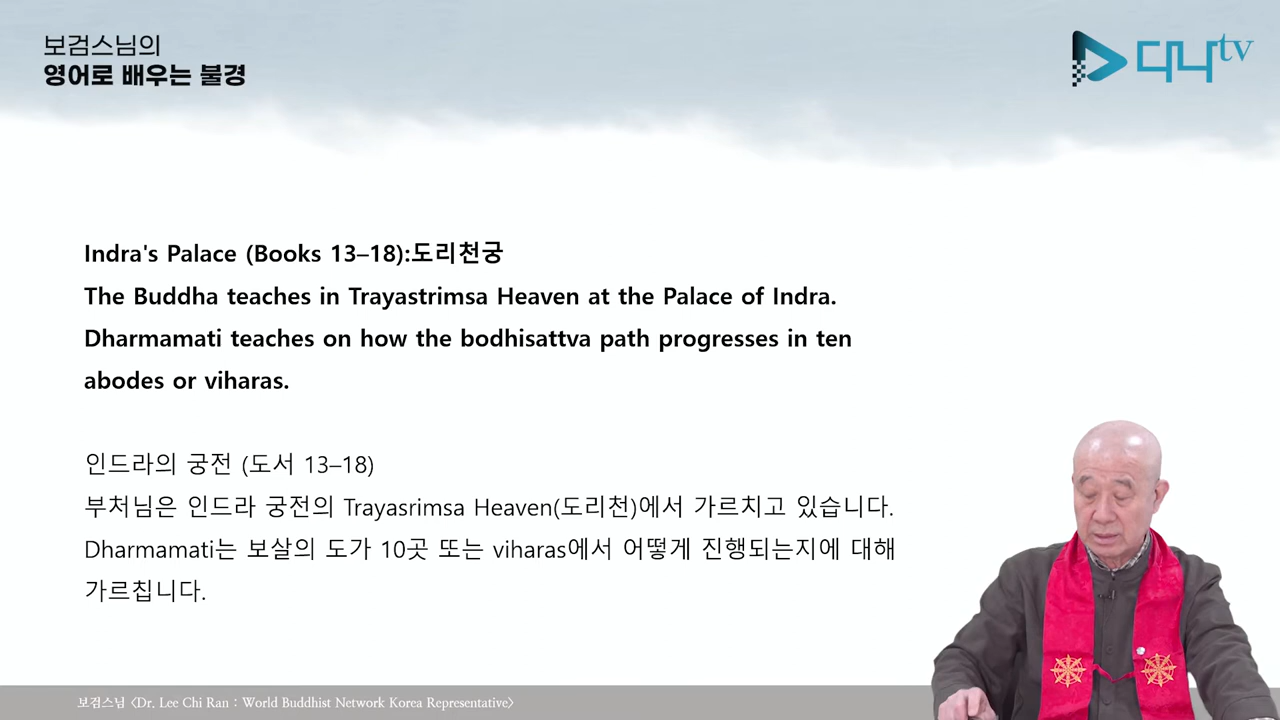 보검스님의
영어로 배우는 불경
디나tv
Indra's Palace (Books 13–18):도리천궁
The Buddha teaches in Trayastrimsa Heaven at the Palace of Indra.
Dharmamati teaches on how the bodhisattva path progresses in ten
abodes or viharas.
인드라의 궁전 (도서 13–18)
부처님은 인드라 궁전의 Trayasrimsa Heaven(도리천)에서 가르치고 있습니다.
Dharmamati는 보살의 도가 10곳 또는 viharas에서 어떻게 진행되는지에 대해
가르칩니다.
보검스님 <Dr. Lee Chi Ran : World Buddhist Network Korea Representative>